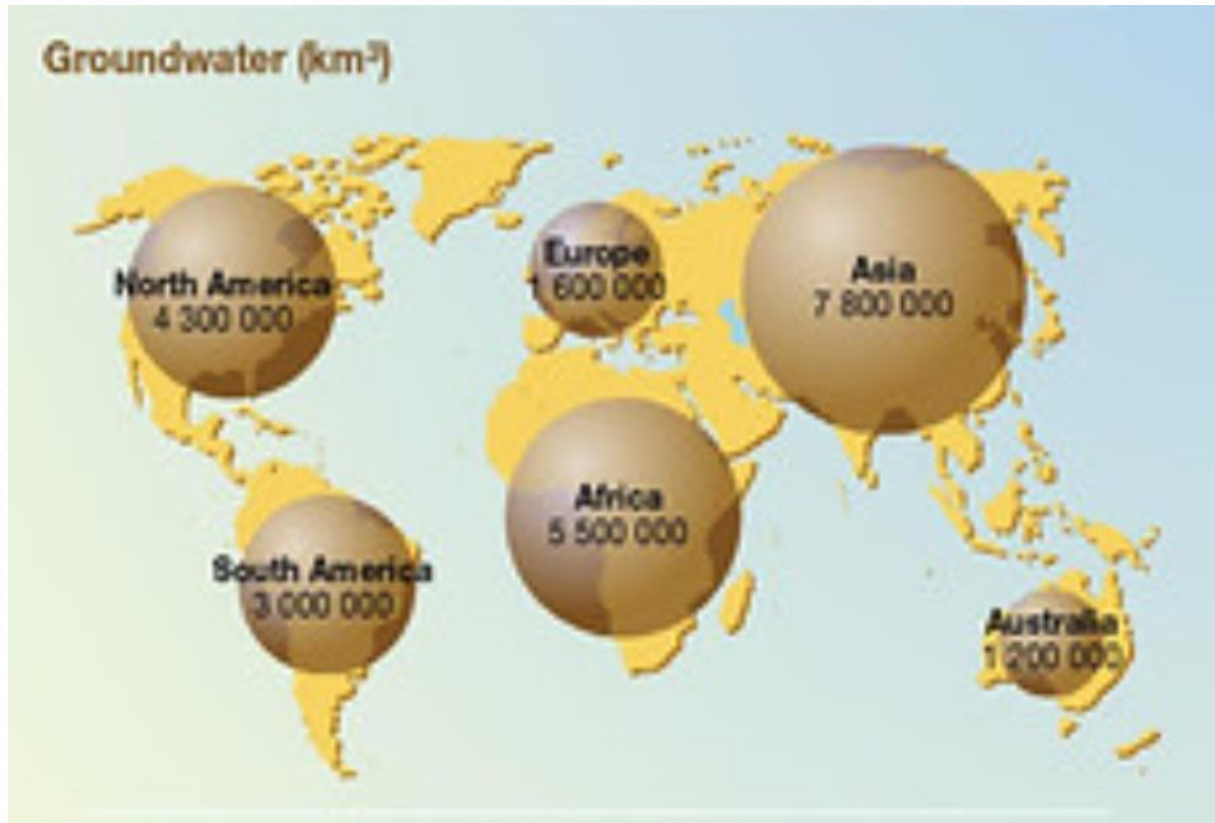 Groundwater (km³)
North America
4 300 000
Europe
1 600 000
Asia
7 800 000
Africa
5 500 000
South America
3 000 000
Australia
1 200 000